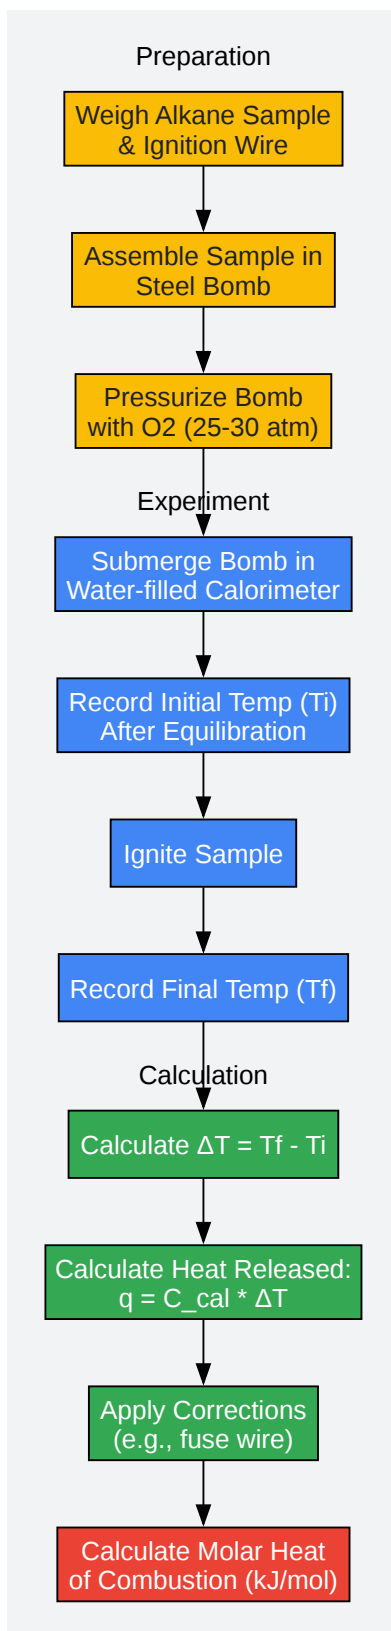 Preparation
Weigh Alkane Sample
& Ignition Wire
Assemble Sample in
Steel Bomb
Pressurize Bomb
with O2 (25-30 atm)
Experiment
Submerge Bomb in
Water-filled Calorimeter
Record Initial Temp (Ti)
After Equilibration
Ignite Sample
Record Final Temp (Tf)
Calculation
Calculate ΔT = Tf - Ti
Calculate Heat Released:
q = C_cal * ΔT
Apply Corrections
(e.g., fuse wire)
Calculate Molar Heat
of Combustion (kJ/mol)